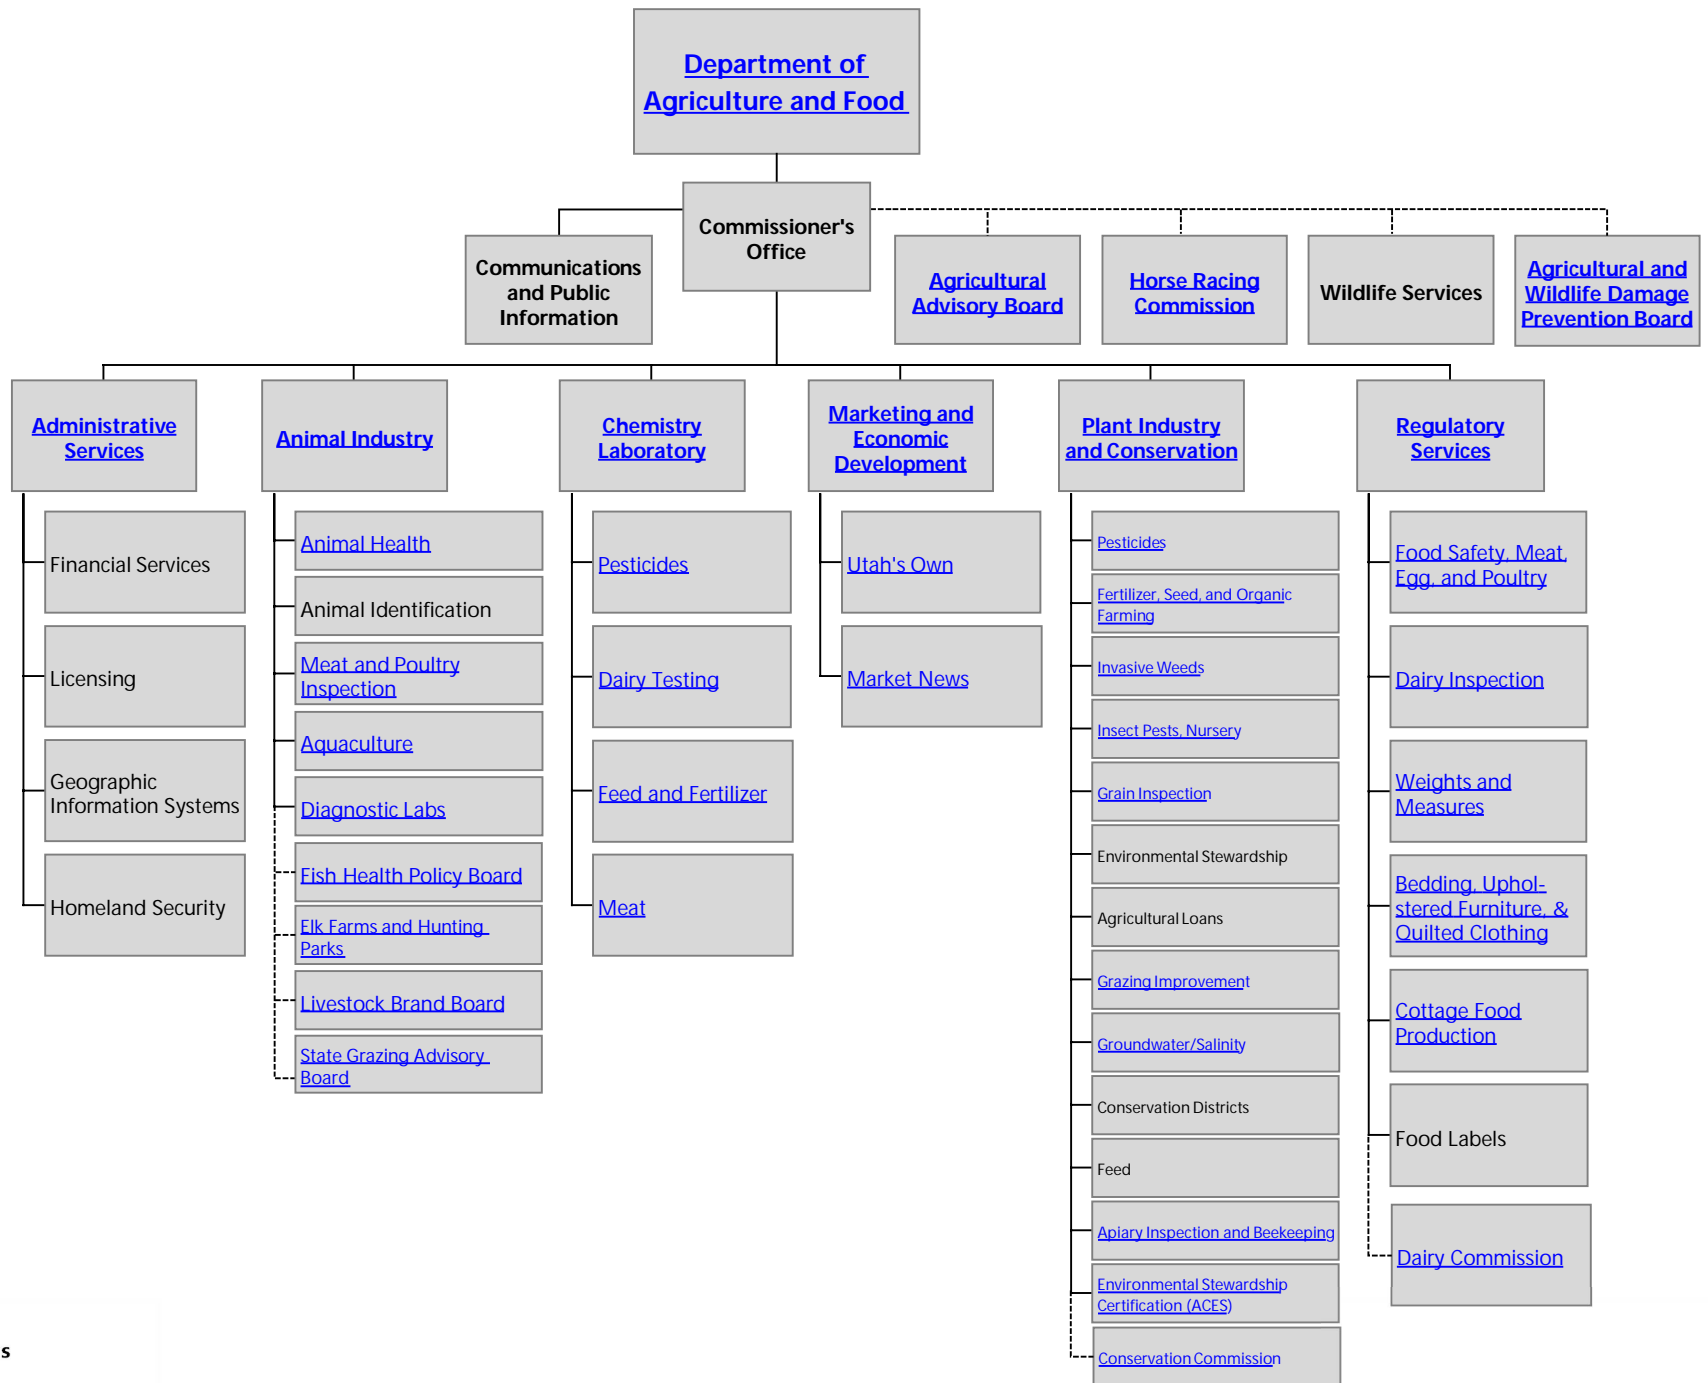 Department of
Agriculture and Food
Commissioner's
Office
Communications
and Public
Information
Agricultural
Advisory Board
Horse Racing
Commission
Wildlife Services
Agricultural and
Wildlife Damage
Prevention Board
Administrative
Services
Animal Industry
Chemistry
Laboratory
Marketing and
Economic
Development
Plant Industry
and Conservation
Regulatory
Services
Financial Services
Licensing
Geographic
Information Systems
Homeland Security
Animal Health
Animal Identification
Meat and Poultry
Inspection
Aquaculture
Diagnostic Labs
Fish Health Policy Board
Elk Farms and Hunting
Parks
Livestock Brand Board
State Grazing Advisory
Board
Pesticides
Dairy Testing
Feed and Fertilizer
Meat
Utah's Own
Market News
Pesticides
Fertilizer, Seed, and Organic
Farming
Invasive Weeds
Insect Pests, Nursery
Grain Inspection
Environmental Stewardship
Agricultural Loans
Grazing Improvement
Groundwater/Salinity
Conservation Districts
Feed
Apiary Inspection and Beekeeping
Environmental Stewardship
Certification (ACES)
Conservation Commission
Food Safety, Meat,
Egg, and Poultry
Dairy Inspection
Weights and
Measures
Bedding, Uphol-
stered Furniture, &
Quilted Clothing
Cottage Food
Production
Food Labels
Dairy Commission
s